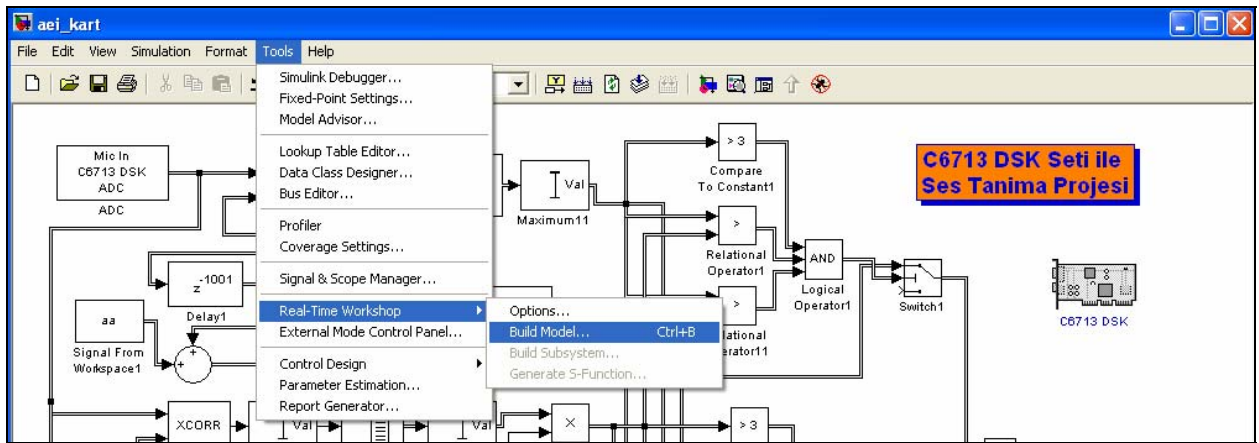 aei_kart
File Edit View Simulation Format Tools Help
Simulink Debugger...
Fixed-Point Settings...
Model Advisor...
Lookup Table Editor...
Data Class Designer...
Bus Editor...
Profiler
Coverage Settings...
Signal & Scope Manager...
Real-Time Workshop
External Mode Control Panel...
Control Design
Parameter Estimation...
Report Generator...
Options...
Build Model... Ctrl+B
Build Subsystem...
Generate S-Function...
Mic In
C6713 DSK
ADC
ADC
-1001
z
Delay1
aa
Signal From
Workspace1
+
+
XCORR
Val
Val
X
> 3
Val
Maximum11
> 3
Compare
To Constant1
>
Relational
Operator1
>
AND
Logical
Operator1
Switch1
C6713 DSK Seti ile
Ses Tanima Projesi
C6713 DSK